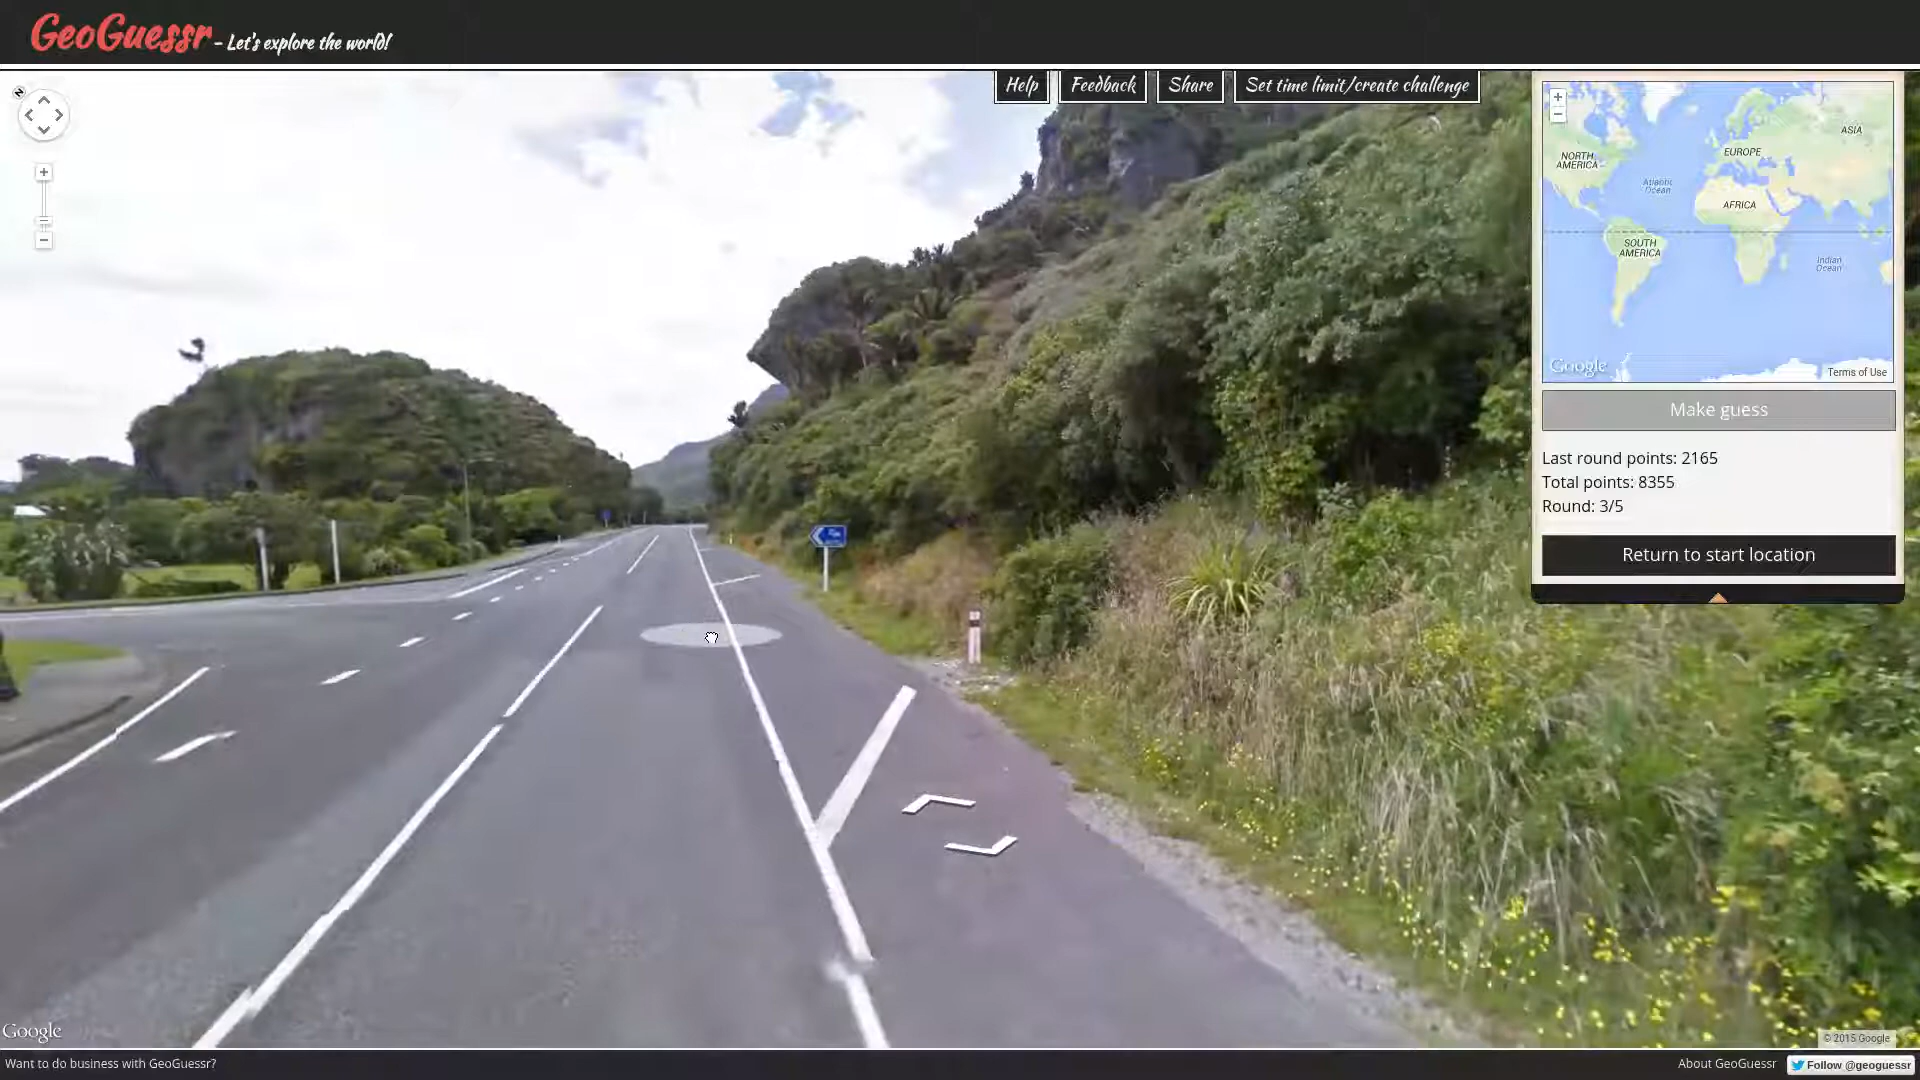 GeoGuessr - Let's explore the world!
Help
Feedback
Share
Set time limit/create challenge
+
−
+
−
NORTH AMERICA
EUROPE
ASIA
Atlantic Ocean
AFRICA
SOUTH AMERICA
Indian Ocean
Google
Terms of Use
Make guess
Last round points: 2165
Total points: 8355
Round: 3/5
Return to start location
Google
© 2015 Google
Want to do business with GeoGuessr?
About GeoGuessr
Follow @geoguessr